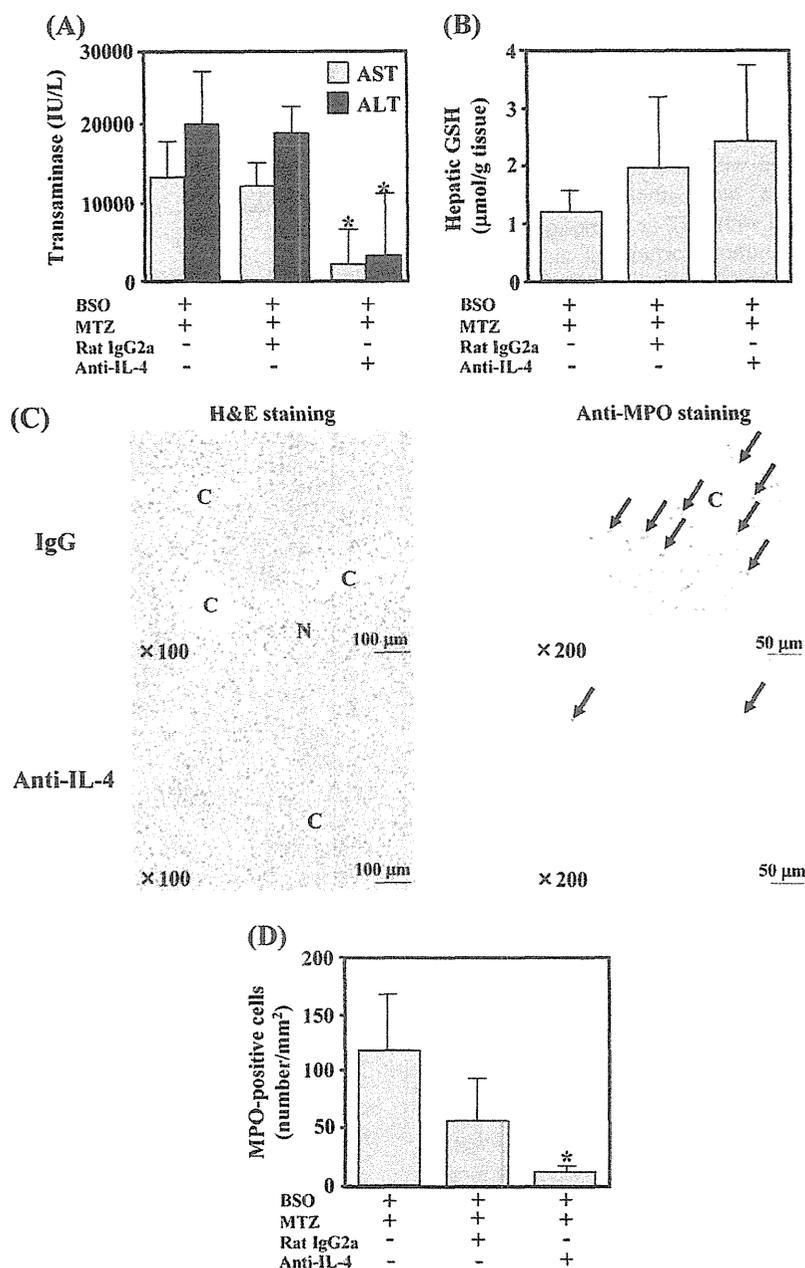 (A)
Transaminase (IU/L)
30000
20000
10000
0
AST
ALT
*
*
BSO + + +
MTZ + + +
Rat IgG2a - + -
Anti-IL-4 - - +
(B)
Hepatic GSH
(µmol/g tissue)
4
3
2
1
0
BSO + + +
MTZ + + +
Rat IgG2a - + -
Anti-IL-4 - - +
(C)
H&E staining
Anti-MPO staining
IgG
C
C
C
N
×100
100 µm
C
×200
50 µm
Anti-IL-4
C
×100
100 µm
×200
50 µm
(D)
MPO-positive cells
(number/mm²)
200
150
100
50
0
*
BSO + + +
MTZ + + +
Rat IgG2a - + -
Anti-IL-4 - - +